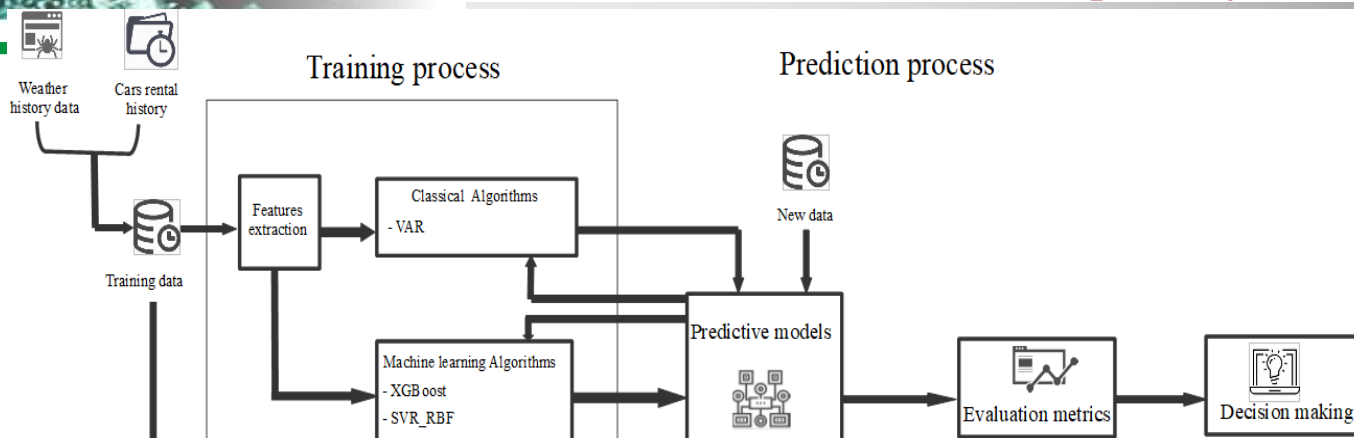 Weather
history data
Cars rental
history
Training data
Training process
Features
extraction
Classical Algorithms
- VAR
Machine learning Algorithms
- XGBoost
- SVR_RBF
Prediction process
New data
Predictive models
Evaluation metrics
Decision making